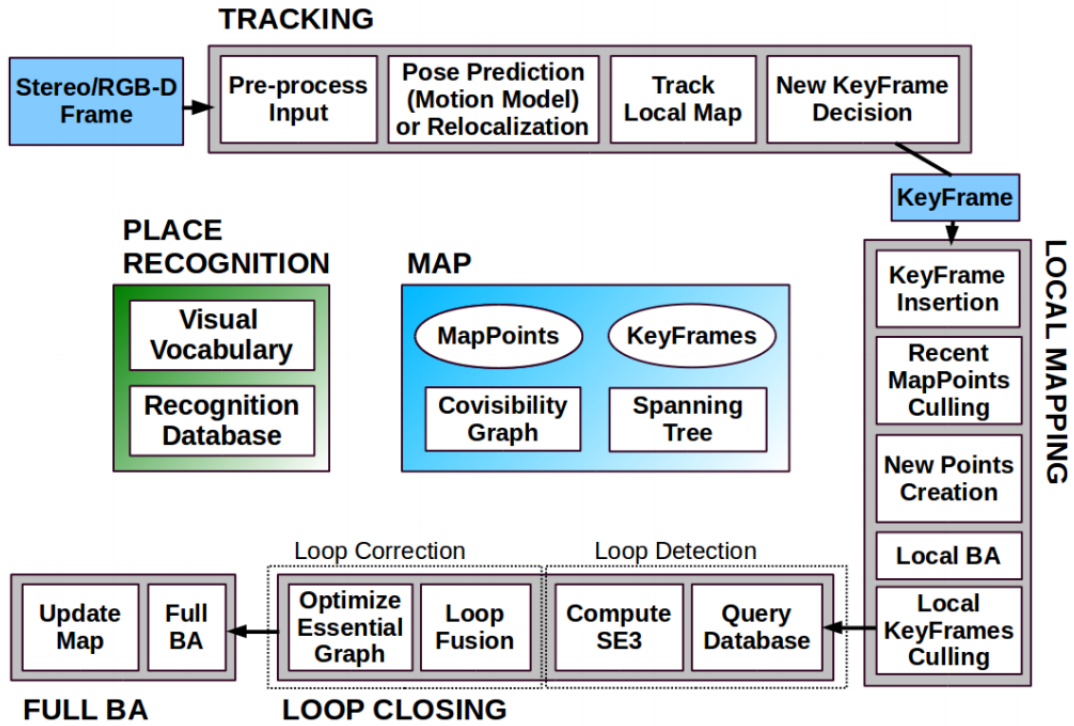 TRACKING
Stereo/RGB-D
Frame
Pre-process
Input
Pose Prediction
(Motion Model)
or Relocalization
Track
Local Map
New KeyFrame
Decision
KeyFrame
PLACE
RECOGNITION
Visual
Vocabulary
Recognition
Database
MAP
MapPoints
KeyFrames
Covisibility
Graph
Spanning
Tree
LOCAL MAPPING
KeyFrame
Insertion
Recent
MapPoints
Culling
New Points
Creation
Local BA
Local
KeyFrames
Culling
Loop Correction
Loop Detection
Optimize
Essential
Graph
Loop
Fusion
Compute
SE3
Query
Database
Update
Map
Full
BA
FULL BA
LOOP CLOSING